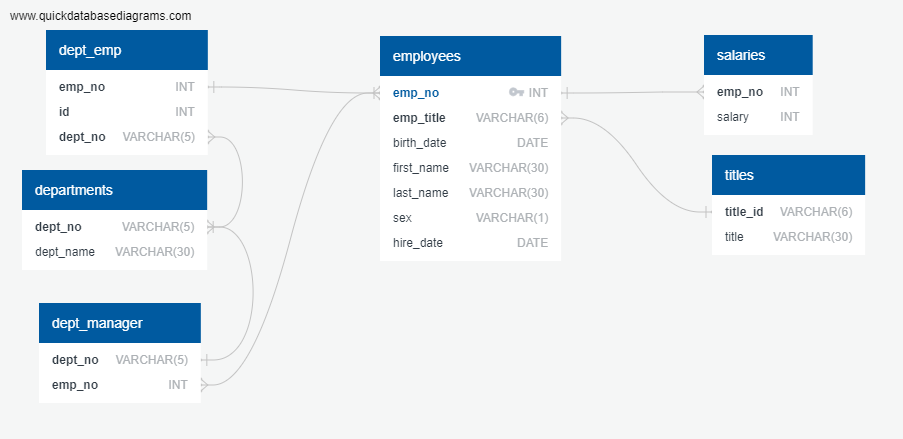 www.quickdatabasediagrams.com
dept_emp
emp_no INT
id INT
dept_no VARCHAR(5)
departments
dept_no VARCHAR(5)
dept_name VARCHAR(30)
dept_manager
dept_no VARCHAR(5)
emp_no INT
employees
emp_no INT
emp_title VARCHAR(6)
birth_date DATE
first_name VARCHAR(30)
last_name VARCHAR(30)
sex VARCHAR(1)
hire_date DATE
salaries
emp_no INT
salary INT
titles
title_id VARCHAR(6)
title VARCHAR(30)